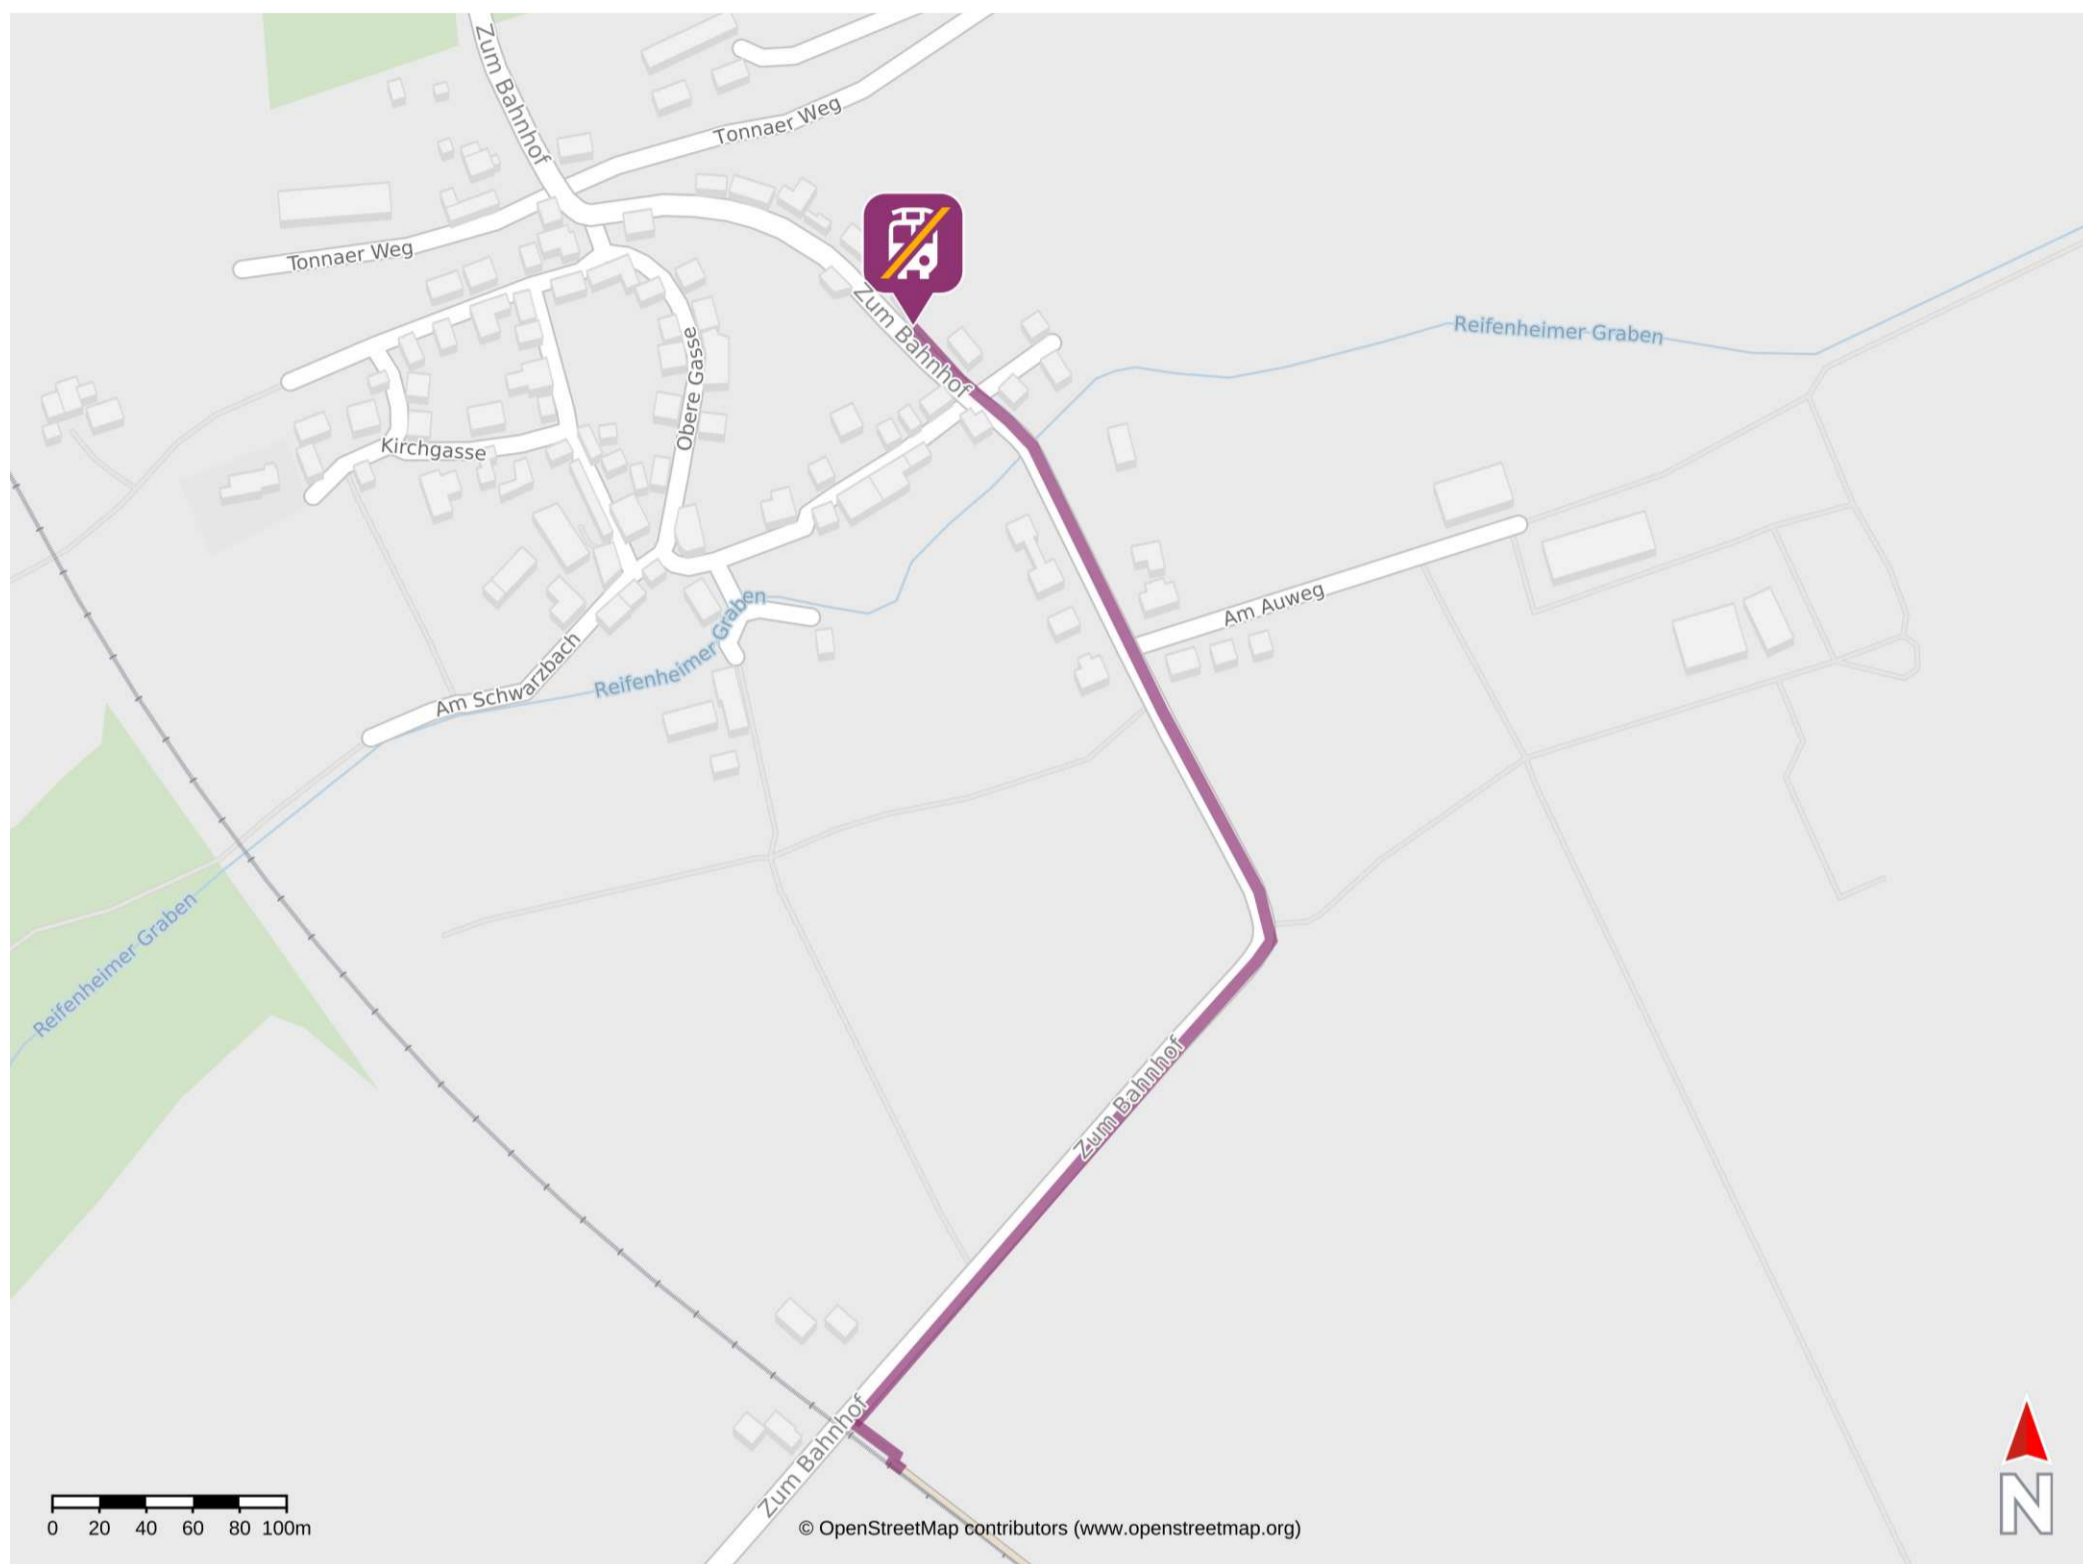 Zum Bahnhof
Tonnaer Weg
Tonnaer Weg
Zum Bahnhof
Reifenheimer Graben
Obere Gasse
Kirchgasse
Am Auweg
Reifenheimer Graben
Am Schwarzbach
Reifenheimer Graben
Zum Bahnhof
Zum Bahnhof
N
0 20 40 60 80 100m
© OpenStreetMap contributors (www.openstreetmap.org)